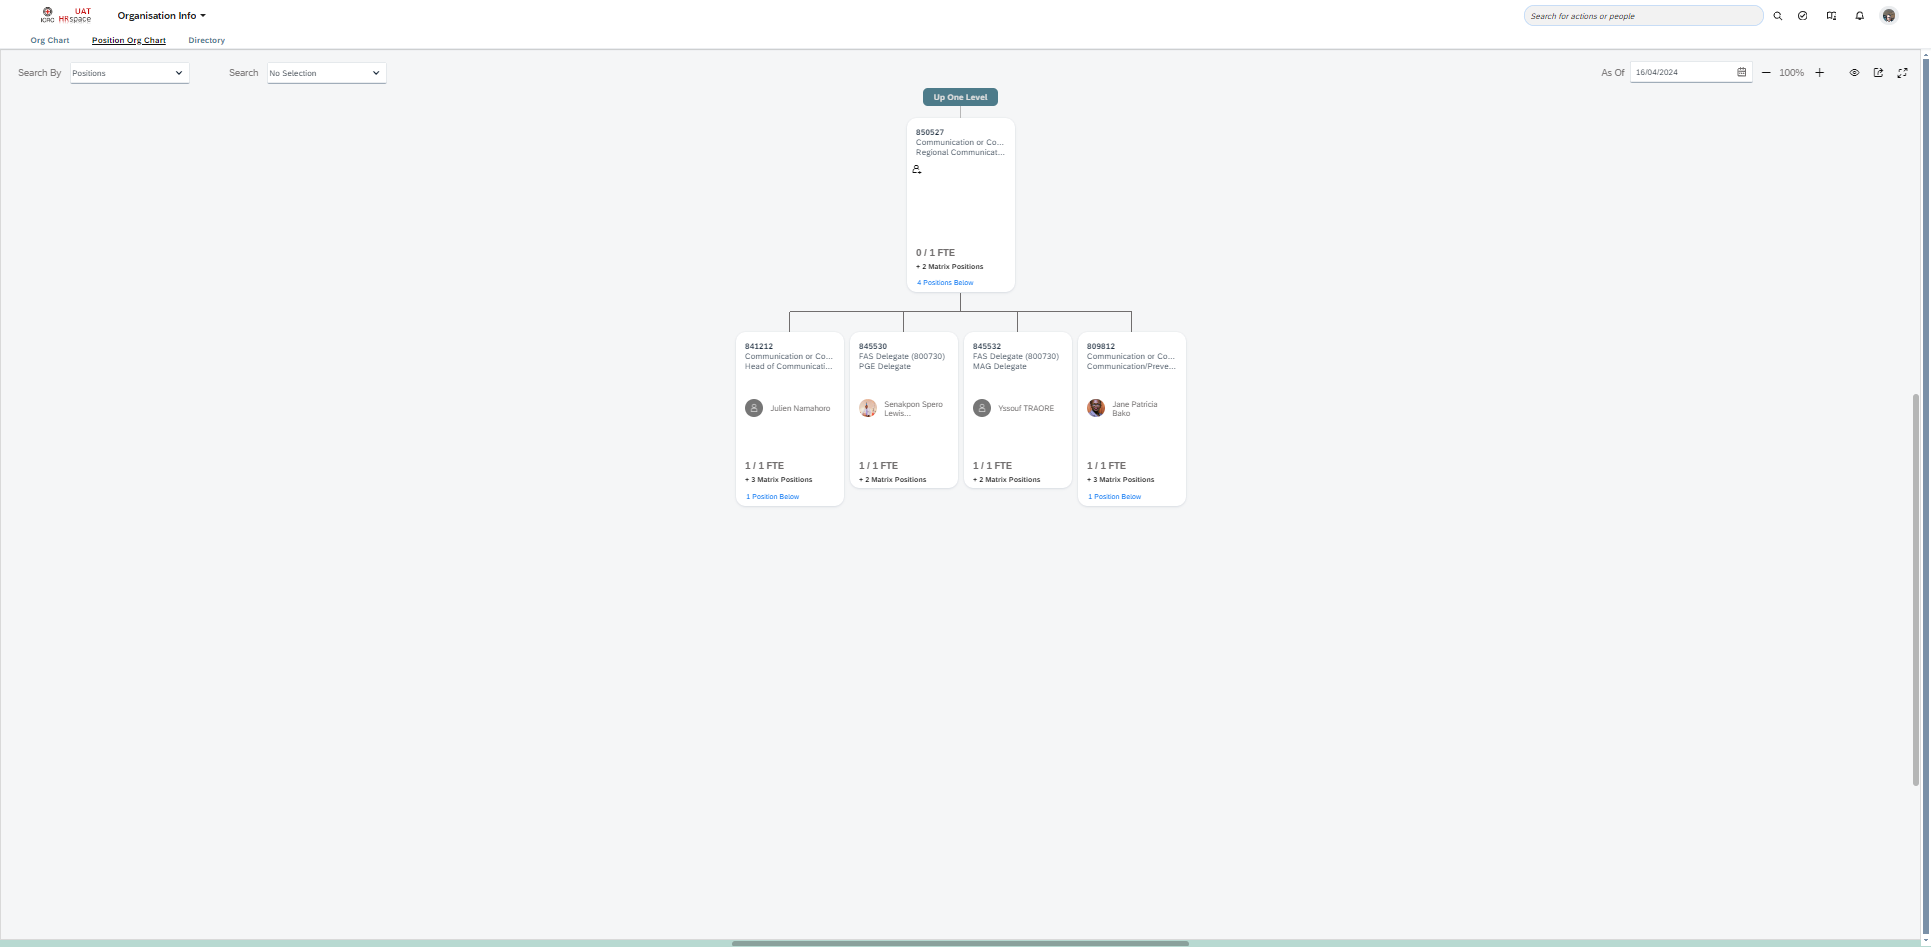 ICRC
UAT
HRspace
Organisation Info
Search for actions or people
Org Chart
Position Org Chart
Directory
Search By
Positions
Search
No Selection
As Of
16/04/2024
100%
Up One Level
850527
Communication or Co...
Regional Communicat...
0 / 1 FTE
+ 2 Matrix Positions
4 Positions Below
841212
Communication or Co...
Head of Communicati...
Julien Namahoro
1 / 1 FTE
+ 3 Matrix Positions
1 Position Below
845530
FAS Delegate (800730)
PGE Delegate
Senakpon Spero
Lewis...
1 / 1 FTE
+ 2 Matrix Positions
845532
FAS Delegate (800730)
MAG Delegate
Yssouf TRAORE
1 / 1 FTE
+ 2 Matrix Positions
809812
Communication or Co...
Communication/Preve...
Jane Patricia
Bako
1 / 1 FTE
+ 3 Matrix Positions
1 Position Below